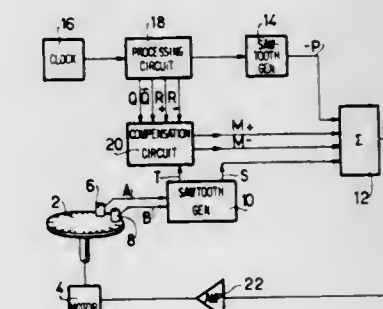 16
CLOCK
18
PROCESSING
CIRCUIT
14
SAW-
TOOTH
GEN
-P
Q Q̄ R+ R-
COMPENSATION
CIRCUIT
20
M+
M-
Σ
12
T
S
SAWTOOTH
GEN
10
2
6
A
B
8
4
MOTOR
AMP
22